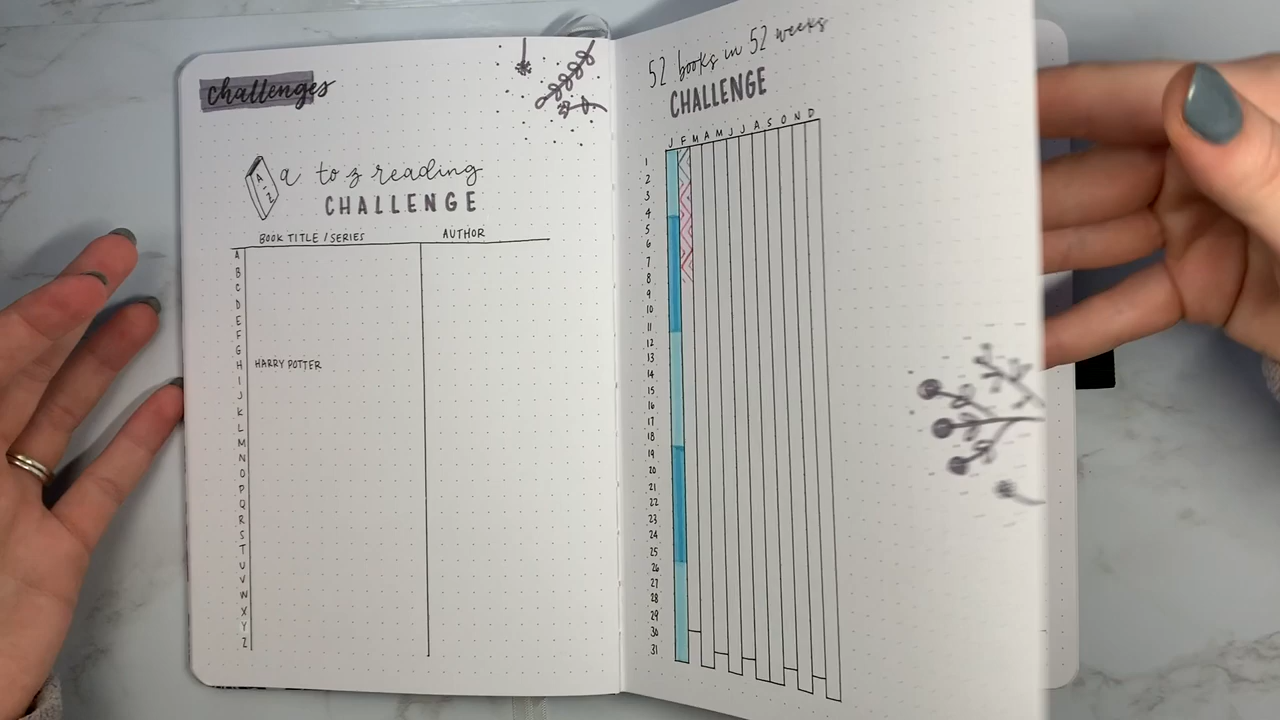 challenges
A-Z
a to z reading
CHALLENGE
BOOK TITLE / SERIES AUTHOR
A
B
C
D
E
F
G
H HARRY POTTER
I
J
K
L
M
N
O
P
Q
R
S
T
U
V
W
X
Y
Z
52 books in 52 weeks
CHALLENGE
J F M A M J J A S O N D
1
2
3
4
5
6
7
8
9
10
11
12
13
14
15
16
17
18
19
20
21
22
23
24
25
26
27
28
29
30
31